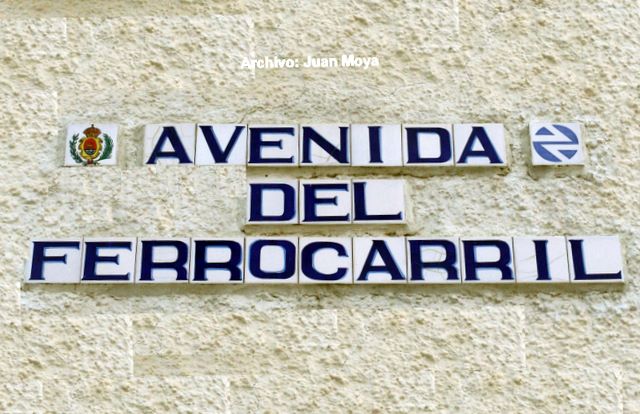 Archivo: Juan Moya
AVENIDA
DEL
FERROCARRIL